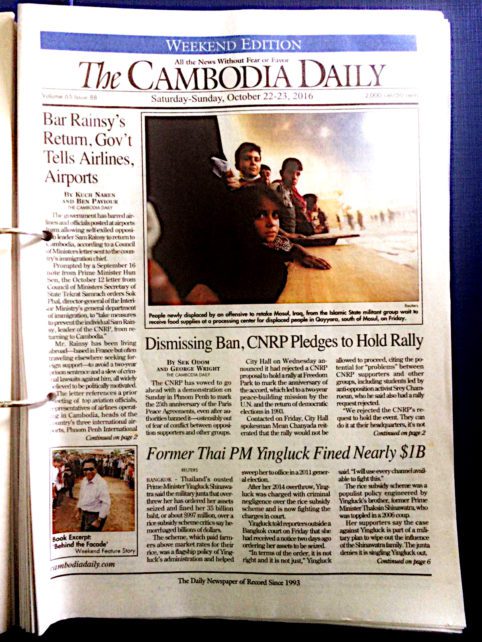 WEEKEND EDITION
All the News Without Fear or Favor
The CAMBODIA DAILY
Volume 65 Issue 88
Saturday-Sunday, October 22-23, 2016
2,000 riel/50 cents
Bar Rainsy's
Return, Gov't
Tells Airlines,
Airports
BY KUCH NAREN
AND BEN PAVIOUR
THE CAMBODIA DAILY
The government has barred air-
lines and officials posted at airports
from allowing self-exiled opposi-
leader Sam Rainsy to return to
Cambodia, according to a Council
of Ministers letter sent to the coun-
try's immigration chief.
Prompted by a September 16
note from Prime Minister Hun
Sen, the October 12 letter from
Council of Ministers Secretary of
State Tekrat Samrach orders Sok
Phal, director-general of the Interi-
or Ministry's general department
of immigration, to "take measures
to prevent the individual Sam Rain-
sy, leader of the CNRP, from re-
turning to Cambodia."
Mr. Rainsy has been living
abroad—based in France but often
traveling elsewhere seeking for-
eign support—to avoid a two-year
prison sentence and a slew of crim-
inal lawsuits against him, all widely
viewed to be politically motivated.
The letter references a prior
meeting of top aviation officials,
representatives of airlines operat-
ing in Cambodia, heads of the
country's three international air-
ports, Phnom Penh International
Continued on page 2
Reuters
People newly displaced by an offensive to retake Mosul, Iraq, from the Islamic State militant group wait to
receive food supplies at a processing center for displaced people in Qayyara, south of Mosul, on Friday.
Dismissing Ban, CNRP Pledges to Hold Rally
BY SEK ODOM
AND GEORGE WRIGHT
THE CAMBODIA DAILY
The CNRP has vowed to go
ahead with a demonstration on
Sunday in Phnom Penh to mark
the 25th anniversary of the Paris
Peace Agreements, even after au-
thorities banned it—ostensibly out
of fear of conflict between opposi-
tion supporters and other groups.
City Hall on Wednesday an-
nounced it had rejected a CNRP
proposal to hold a rally at Freedom
Park to mark the anniversary of
the accord, which led to a two-year
peace-building mission by the
U.N. and the return of democratic
elections in 1993.
Contacted on Friday, City Hall
spokesman Mean Chanyada reit-
erated that the rally would not be
allowed to proceed, citing the po-
tential for "problems" between
CNRP supporters and other
groups, including students led by
anti-opposition activist Srey Cham-
roeun, who he said also had a rally
request rejected.
"We rejected the CNRP's re-
quest to hold the event. They can
do it at their headquarters, it's not
Continued on page 2
Former Thai PM Yingluck Fined Nearly $1B
REUTERS
BANGKOK - Thailand's ousted
Prime Minister Yingluck Shinawa-
tra said the military junta that over-
threw her has ordered her assets
seized and fined her 35 billion
baht, or about $997 million, over a
rice subsidy scheme critics say he-
morrhaged billions of dollars.
The scheme, which paid farm-
ers above market rates for their
rice, was a flagship policy of Ying-
luck's administration and helped
sweep her to office in a 2011 gener-
al election.
After her 2014 overthrow, Ying-
luck was charged with criminal
negligence over the rice subsidy
scheme and is now fighting the
charges in court.
Yingluck told reporters outside a
Bangkok court on Friday that she
had received a notice two days ago
ordering her assets to be seized.
"In terms of the order, it is not
right and it is not just," Yingluck
said. "I will use every channel avail-
able to fight this."
The rice subsidy scheme was a
populist policy engineered by
Yingluck's brother, former Prime
Minister Thaksin Shinawatra, who
was toppled in a 2006 coup.
Her supporters say the case
against Yingluck is part of a mili-
tary plan to wipe out the influence
of the Shinawatra family. The junta
denies it is singling Yingluck out.
Continued on page 6
Book Excerpt:
'Behind the Facade'
Weekend Feature Story
cambodiadaily.com
The Daily Newspaper of Record Since 1993